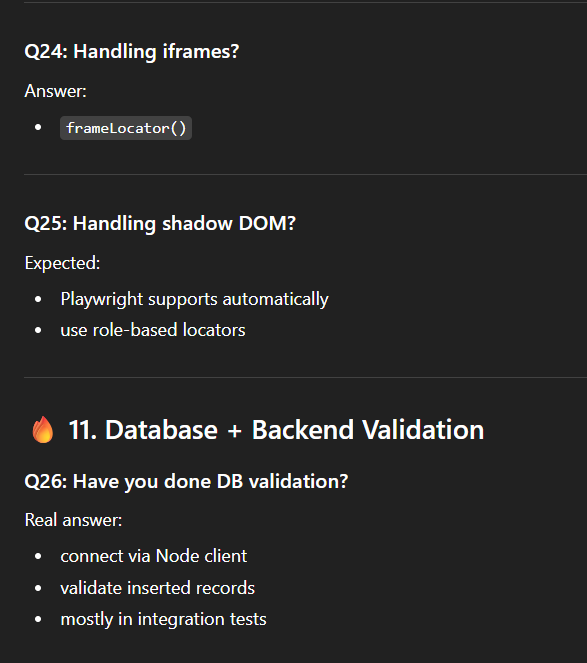 Q24: Handling iframes?
Answer:
• frameLocator()
Q25: Handling shadow DOM?
Expected:
• Playwright supports automatically
• use role-based locators
🔥 11. Database + Backend Validation
Q26: Have you done DB validation?
Real answer:
• connect via Node client
• validate inserted records
• mostly in integration tests